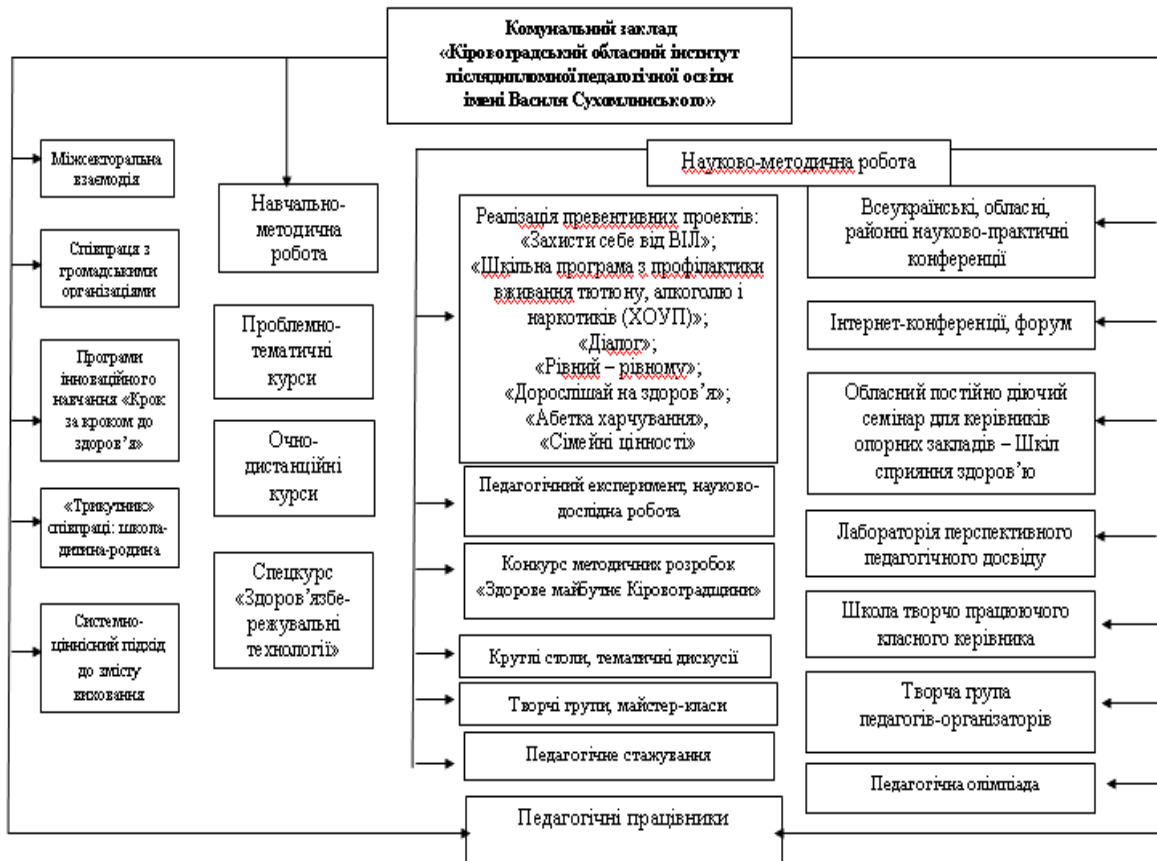 Комунальний заклад
«Кіровоградський обласний інститут
післядипломної педагогічної освіти
імені Василя Сухомлинського»
Міжсекторальна
взаємодія
Співпраця з
громадськими
організаціями
Програми
інноваційного
навчання «Крок
за кроком до
здоров’я»
«Трикутник»
співпраці: школа-
дитина-родина
Системно-
ціннісний підхід
до змісту
виховання
Навчально-
методична
робота
Проблемно-
тематичні
курси
Очно-
дистанційні
курси
Спецкурс
«Здоров’язбе-
режувальні
технології»
Науково-методична робота
Реалізація превентивних проектів:
«Захисти себе від ВІЛ»;
«Шкільна програма з профілактики
вживання тютюну, алкоголю і
наркотиків (ХОУП)»;
«Діалог»;
«Рівний – рівному»;
«Дорослішай на здоров’я»;
«Абетка харчування»,
«Сімейні цінності»
Педагогічний експеримент, науково-
дослідна робота
Конкурс методичних розробок
«Здорове майбутнє Кіровоградщини»
Круглі столи, тематичні дискусії
Творчі групи, майстер-класи
Педагогічне стажування
Всеукраїнські, обласні,
районні науково-практичні
конференції
Інтернет-конференції, форум
Обласний постійно діючий
семінар для керівників
опорних закладів – Шкіл
сприяння здоров’ю
Лабораторія перспективного
педагогічного досвіду
Школа творчо працюючого
класного керівника
Творча група
педагогів-організаторів
Педагогічна олімпіада
Педагогічні працівники